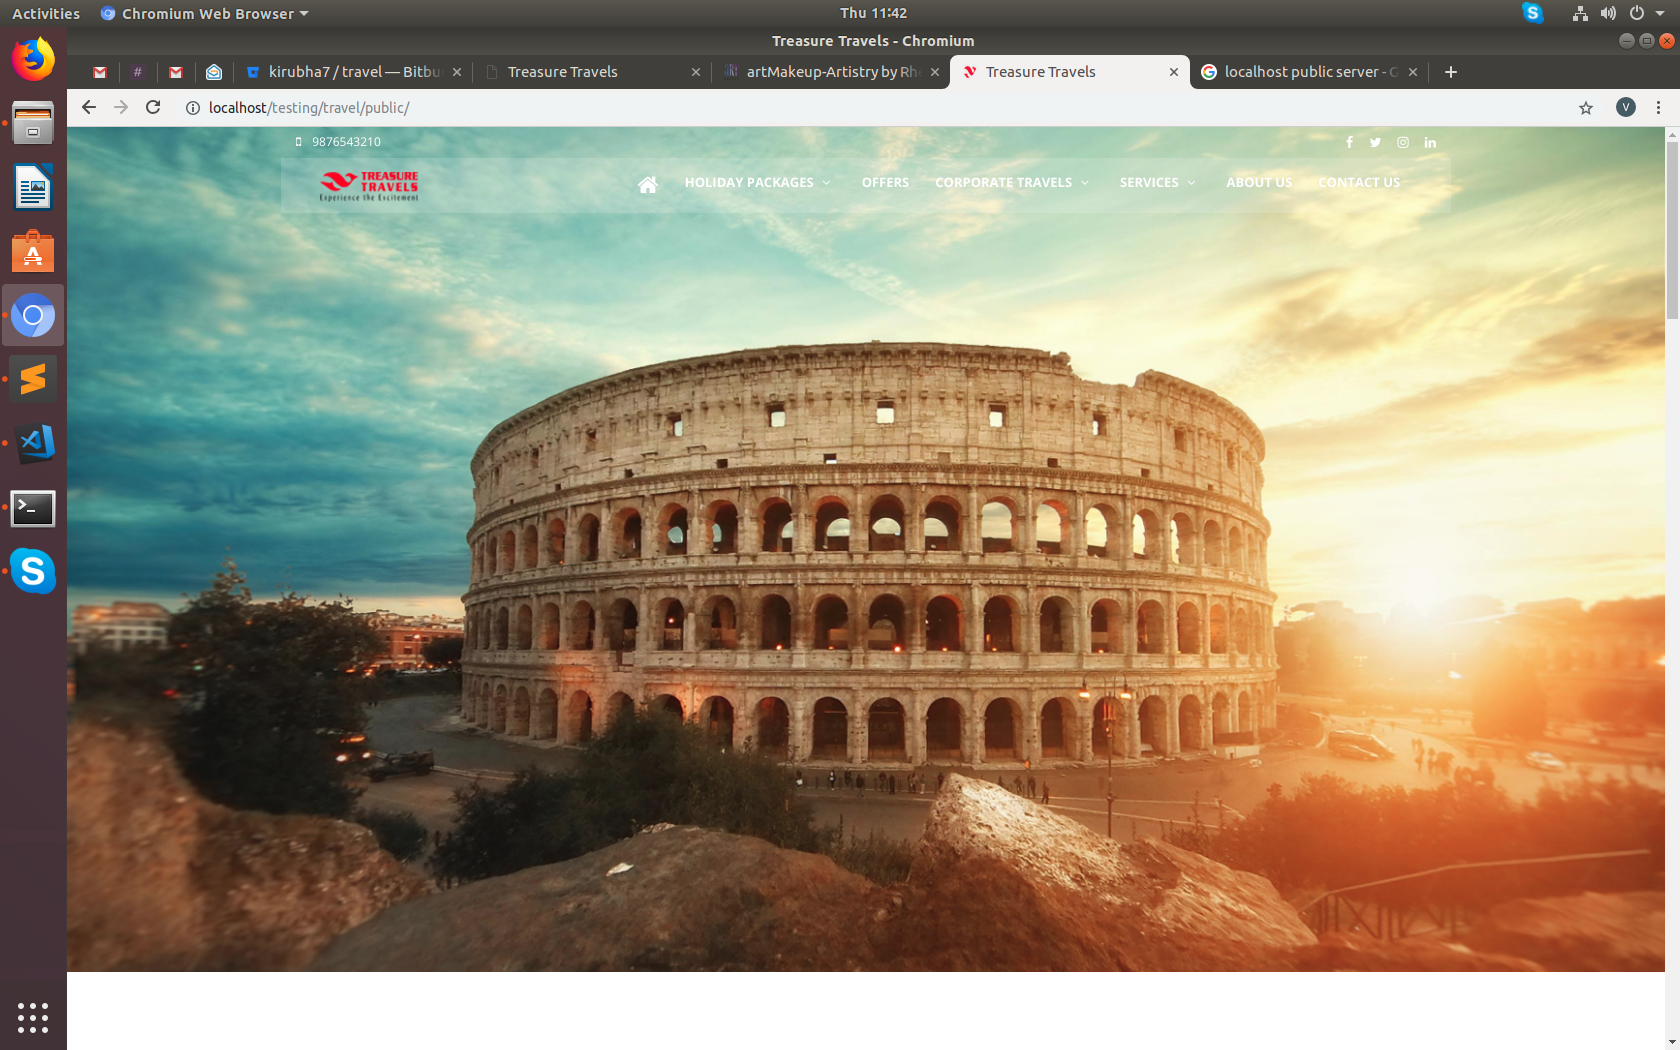 Activities
Chromium Web Browser
Thu 11:42
Treasure Travels - Chromium
kirubha7 / travel — Bitbu
Treasure Travels
artMakeup-Artistry by Rh
Treasure Travels
localhost public server - G
localhost/testing/travel/public/
V
9876543210
TREASURE
TRAVELS
Experience the Excitement
HOLIDAY PACKAGES
OFFERS
CORPORATE TRAVELS
SERVICES
ABOUT US
CONTACT US